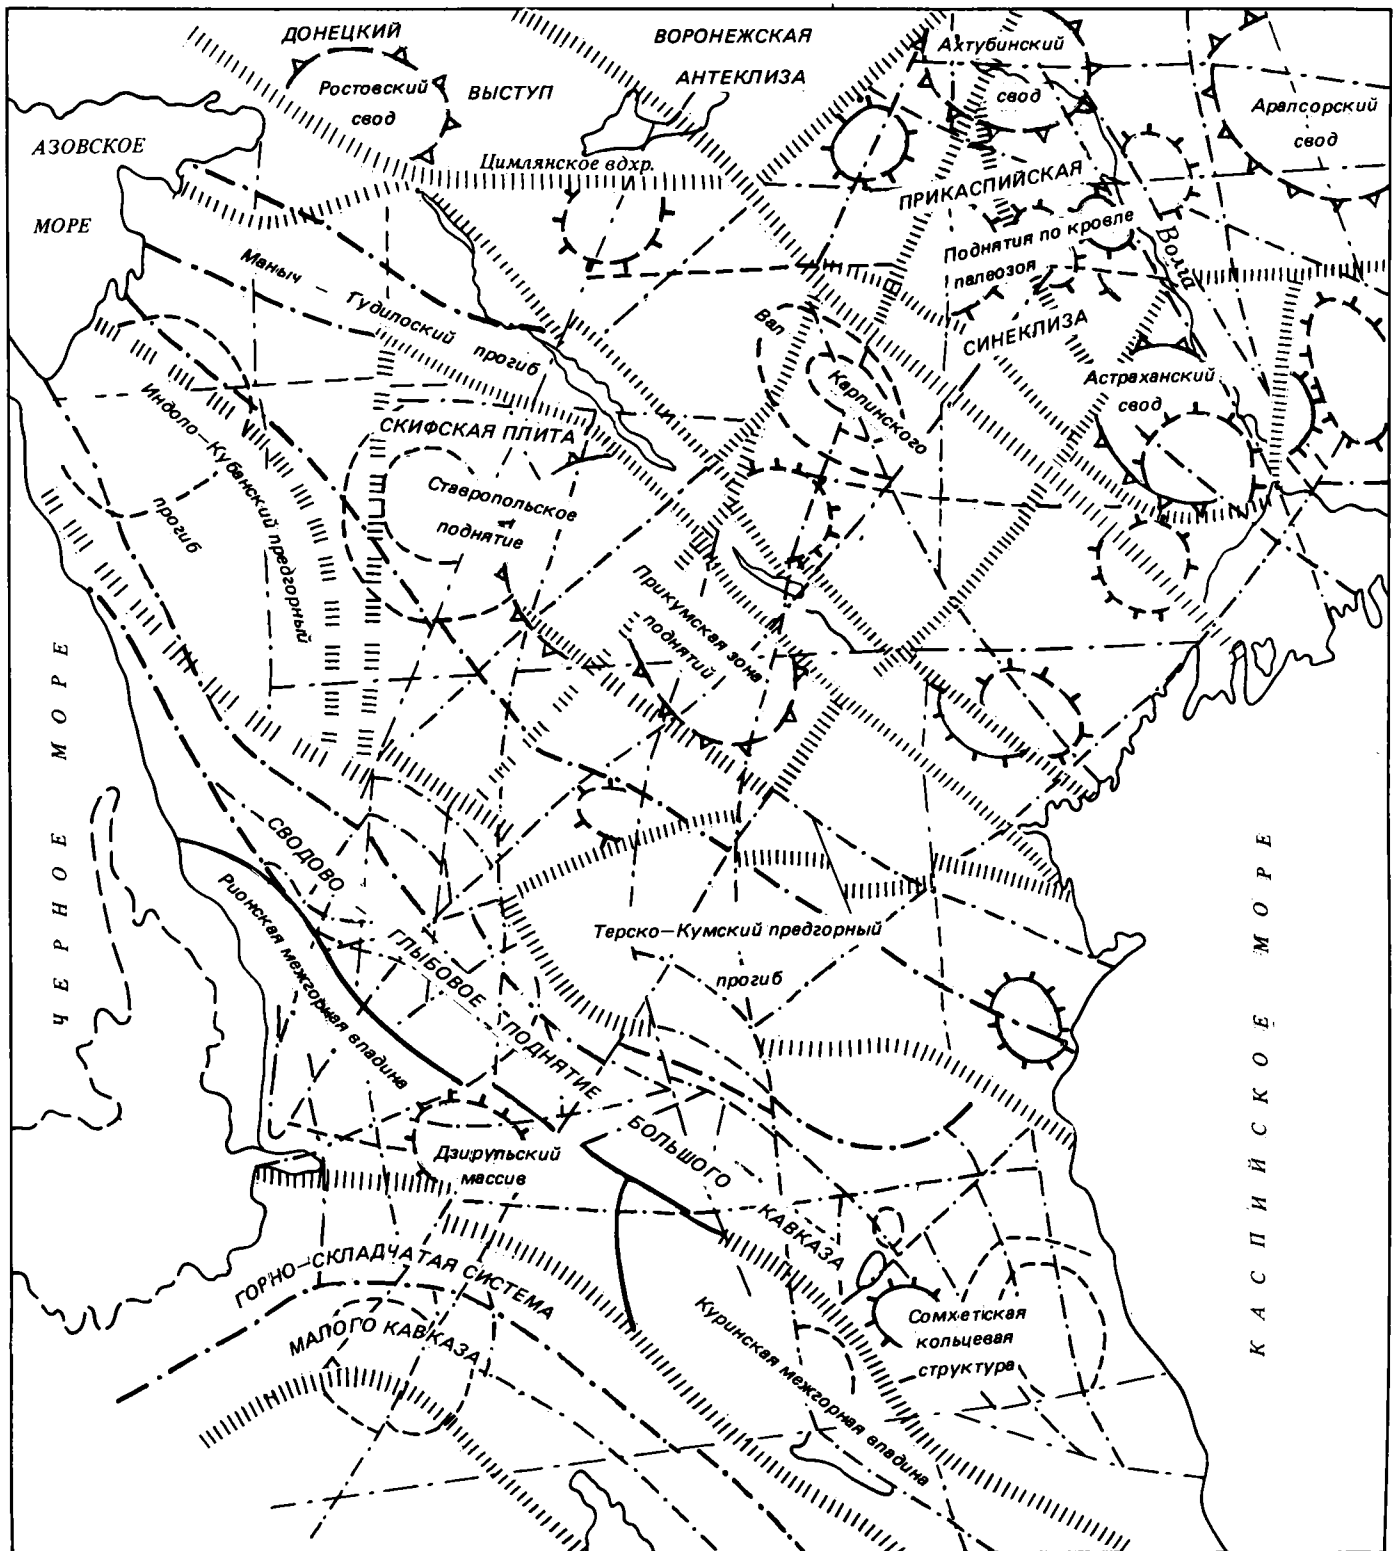 ДОНЕЦКИЙ
ВЫСТУП
ВОРОНЕЖСКАЯ
АНТЕКЛИЗА
Ростовский
свод
Ахтубинский
свод
Аралсорский
свод
АЗОВСКОЕ
МОРЕ
Цимлянское вдхр.
ПРИКАСПИЙСКАЯ
Поднятия по кровле
палеозоя
СИНЕКЛИЗА
Волга
Маныч – Гудилоский прогиб
Вал
Карпинского
Астраханский
свод
Индоло–Кубанский предгорный
прогиб
СКИФСКАЯ ПЛИТА
Ставропольское
поднятие
Прикумская зона
поднятий
ЧЕРНОЕ МОРЕ
СВОДОВО
ГЛЫБОВОЕ
ПОДНЯТИЕ
БОЛЬШОГО
КАВКАЗА
Рионская межгорная впадина
Терско–Кумский предгорный
прогиб
КАСПИЙСКОЕ МОРЕ
Дзирульский
массив
ГОРНО–СКЛАДЧАТАЯ СИСТЕМА
МАЛОГО КАВКАЗА
Куринская межгорная впадина
Сомхетская
кольцевая
структура